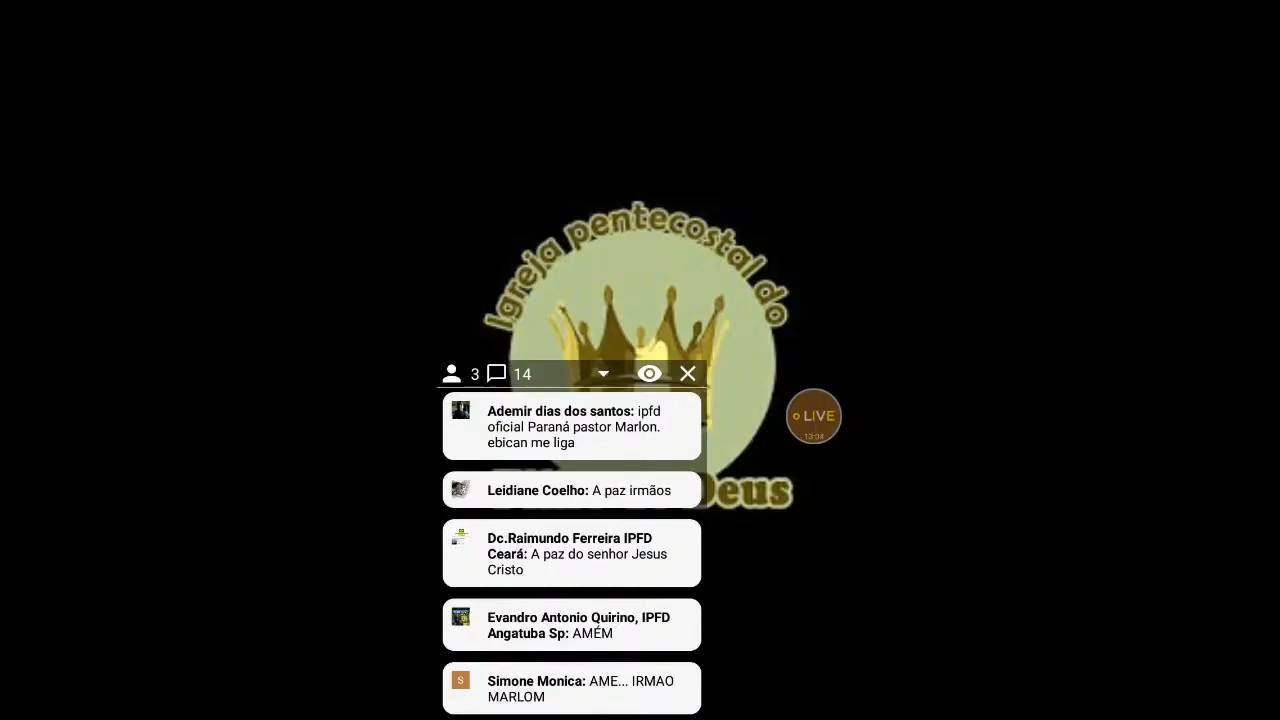 Igreja pentecostal do
Deus
3 14
Ademir dias dos santos: ipfd
oficial Paraná pastor Marlon.
ebican me liga
LIVE
13:04
Leidiane Coelho: A paz irmãos
Dc.Raimundo Ferreira IPFD
Ceará: A paz do senhor Jesus
Cristo
Evandro Antonio Quirino, IPFD
Angatuba Sp: AMÉM
S
Simone Monica: AME... IRMAO
MARLOM